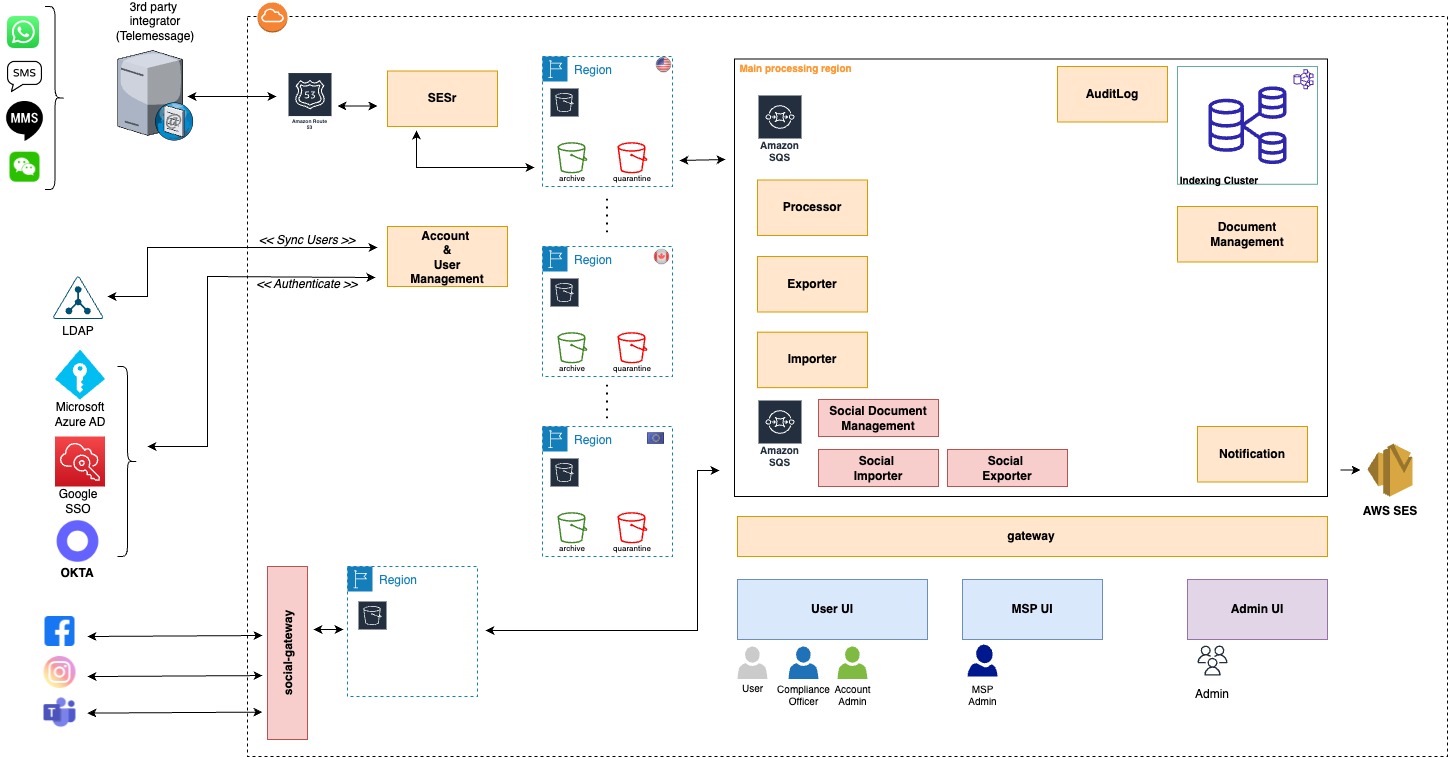 3rd party
integrator
(Telemessage)
SMS
MMS
53
Amazon Route
53
SESr
Region
archive
quarantine
Main processing region
Amazon
SQS
AuditLog
Indexing Cluster
Processor
Document
Management
<< Sync Users >>
Account
&
User
Management
<< Authenticate >>
Region
archive
quarantine
Exporter
LDAP
Importer
Microsoft
Azure AD
Google
SSO
OKTA
Region
archive
quarantine
Amazon
SQS
Social Document
Management
Social
Importer
Social
Exporter
Notification
AWS SES
gateway
social-gateway
Region
T
User UI
MSP UI
Admin UI
User
Compliance
Officer
Account
Admin
MSP
Admin
Admin